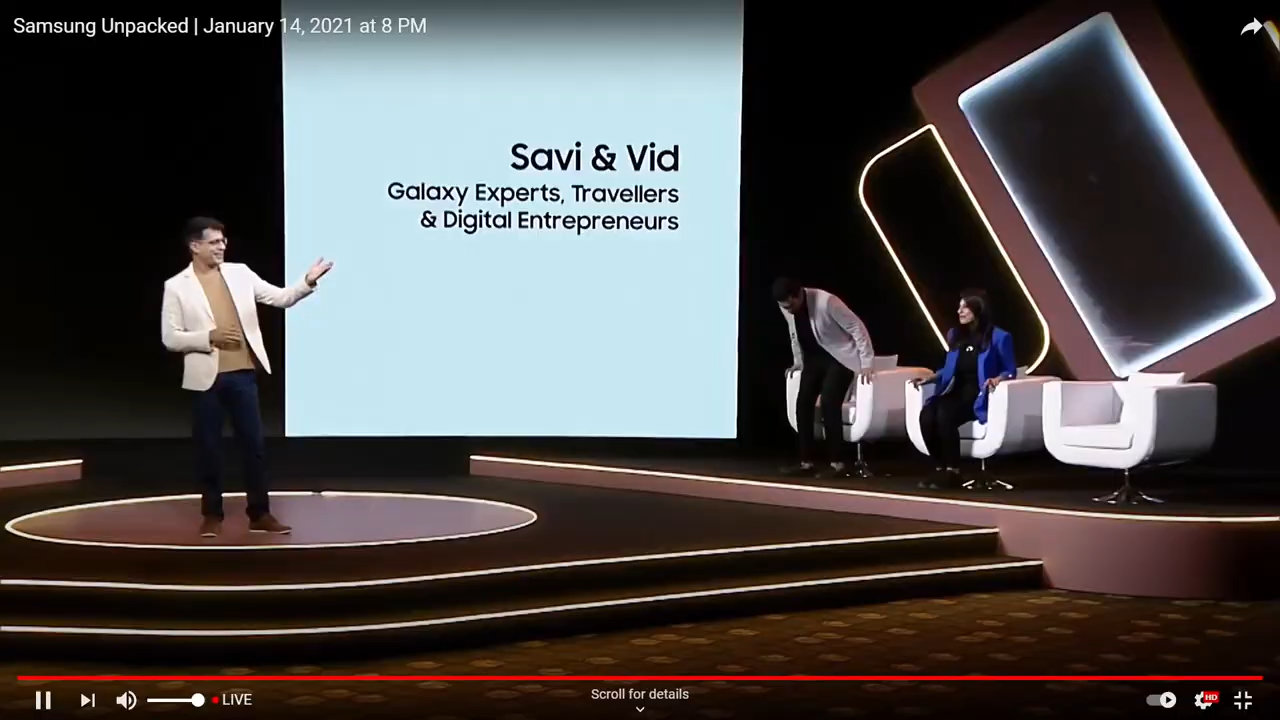 Samsung Unpacked | January 14, 2021 at 8 PM
Savi & Vid
Galaxy Experts, Travellers
& Digital Entrepreneurs
LIVE
Scroll for details
HD